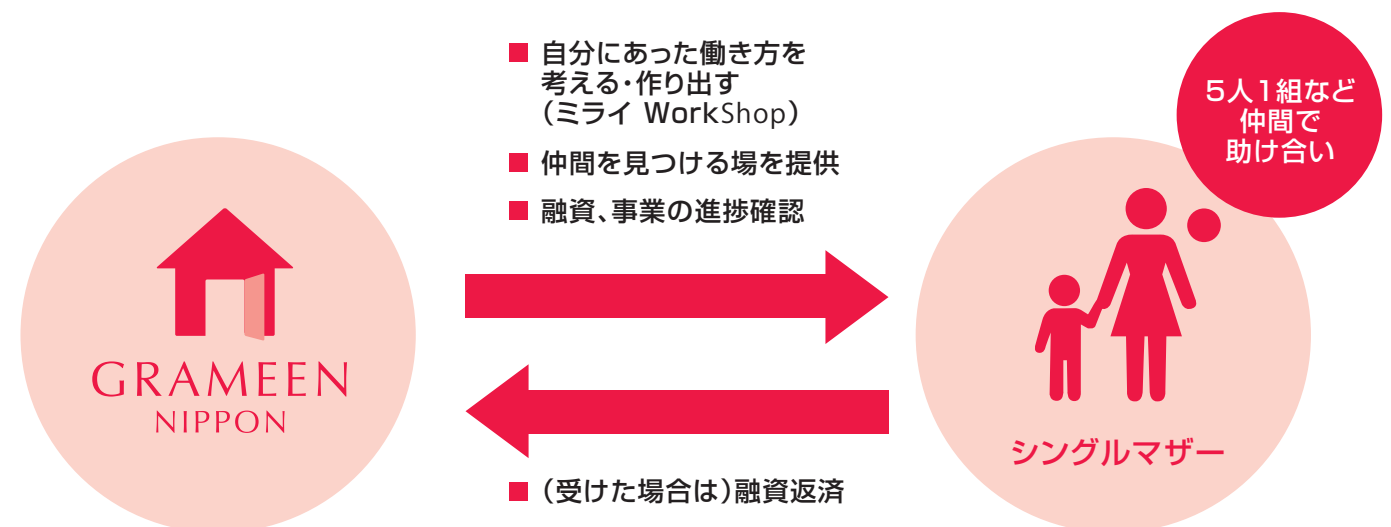 ■ 自分にあった働き方を
考える・作り出す
（ミライ WorkShop）
■ 仲間を見つける場を提供
■ 融資、事業の進捗確認
GRAMEEN
NIPPON
5人1組など
仲間で
助け合い
シングルマザー
■ （受けた場合は）融資返済